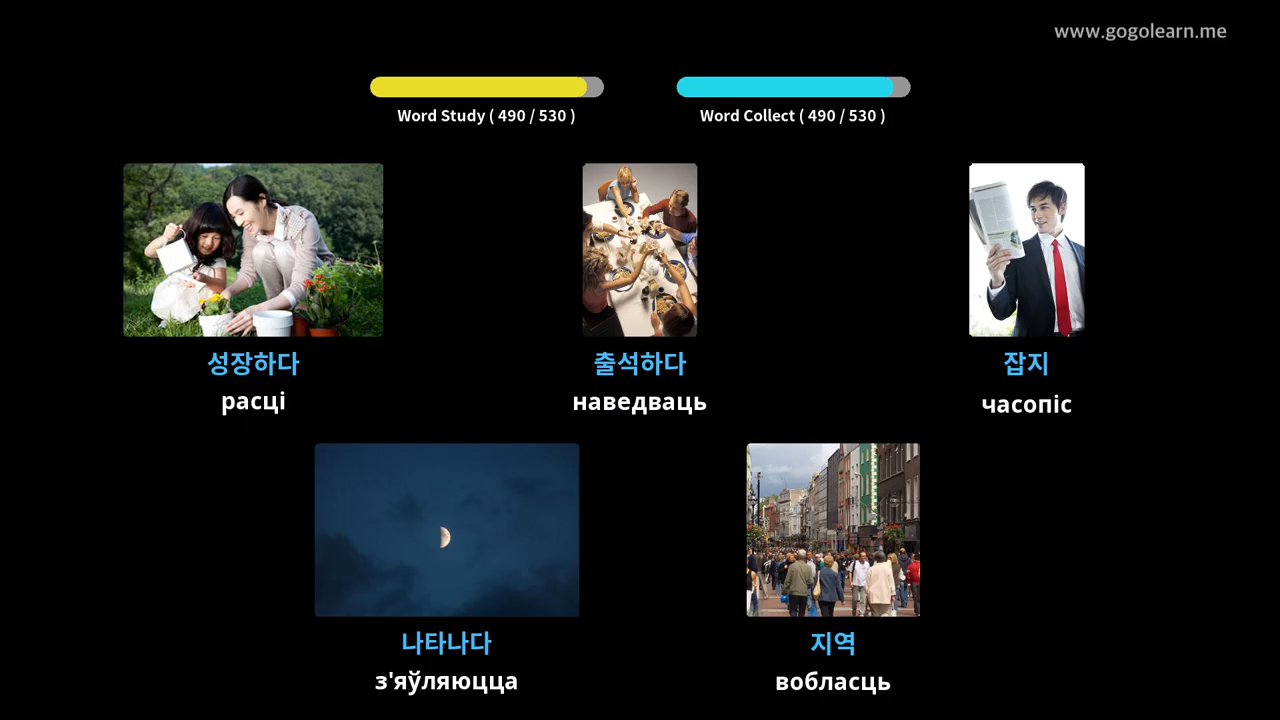 www.gogolearn.me
Word Study ( 490 / 530 )
Word Collect ( 490 / 530 )
성장하다
расці
출석하다
наведваць
잡지
часопіс
나타나다
з'яўляюцца
지역
вобласць